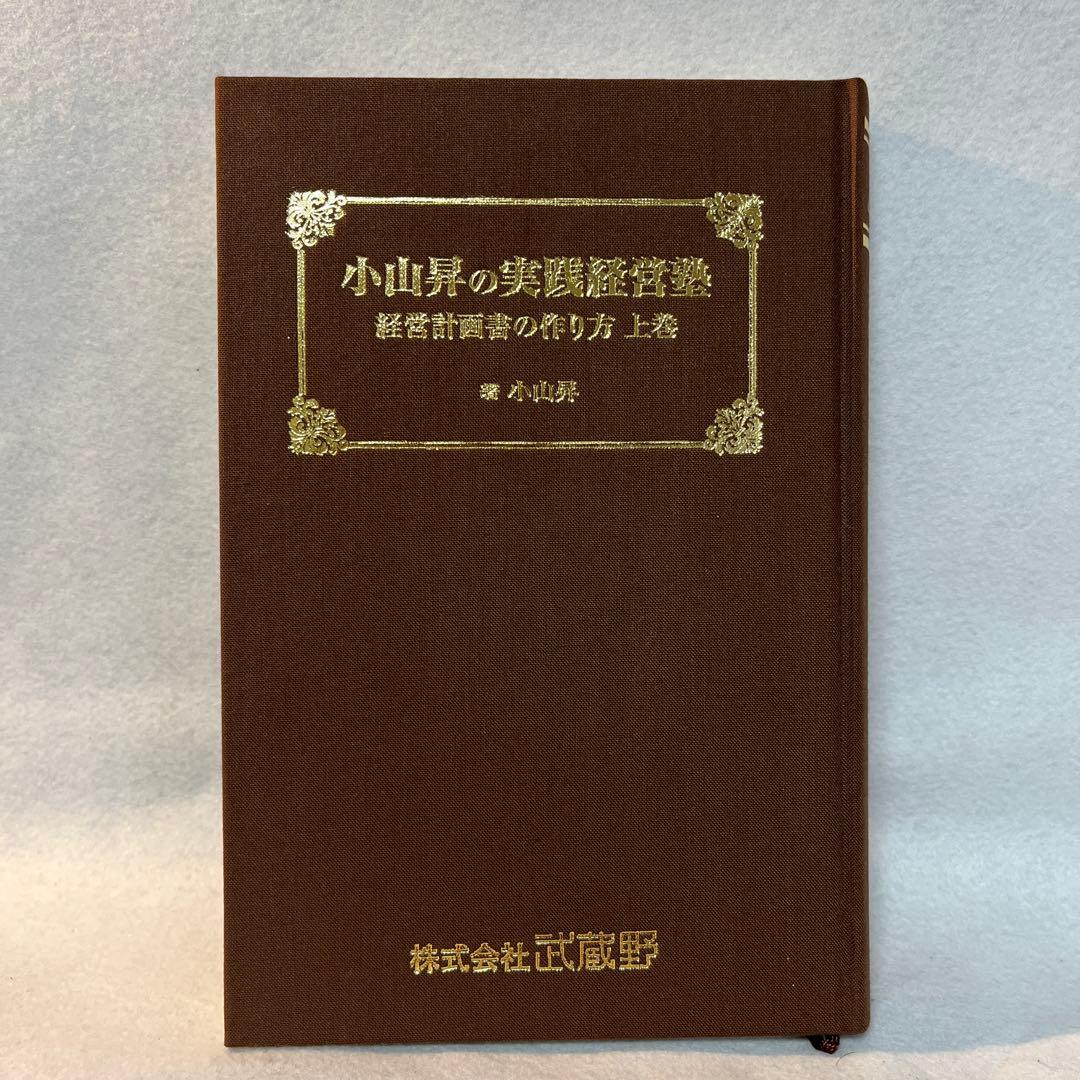 小山昇の実践経営塾
経営計画書の作り方 上巻
著 小山昇
株式会社武蔵野